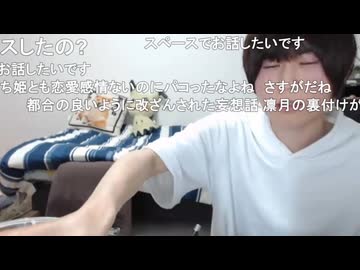 スしたの?
スペースでお話したいです
お話したいです
ち姫とも恋愛感情ないのにパコったなよね　さすがだね
都合の良いように改ざんされた妄想話 凛月の裏付けが